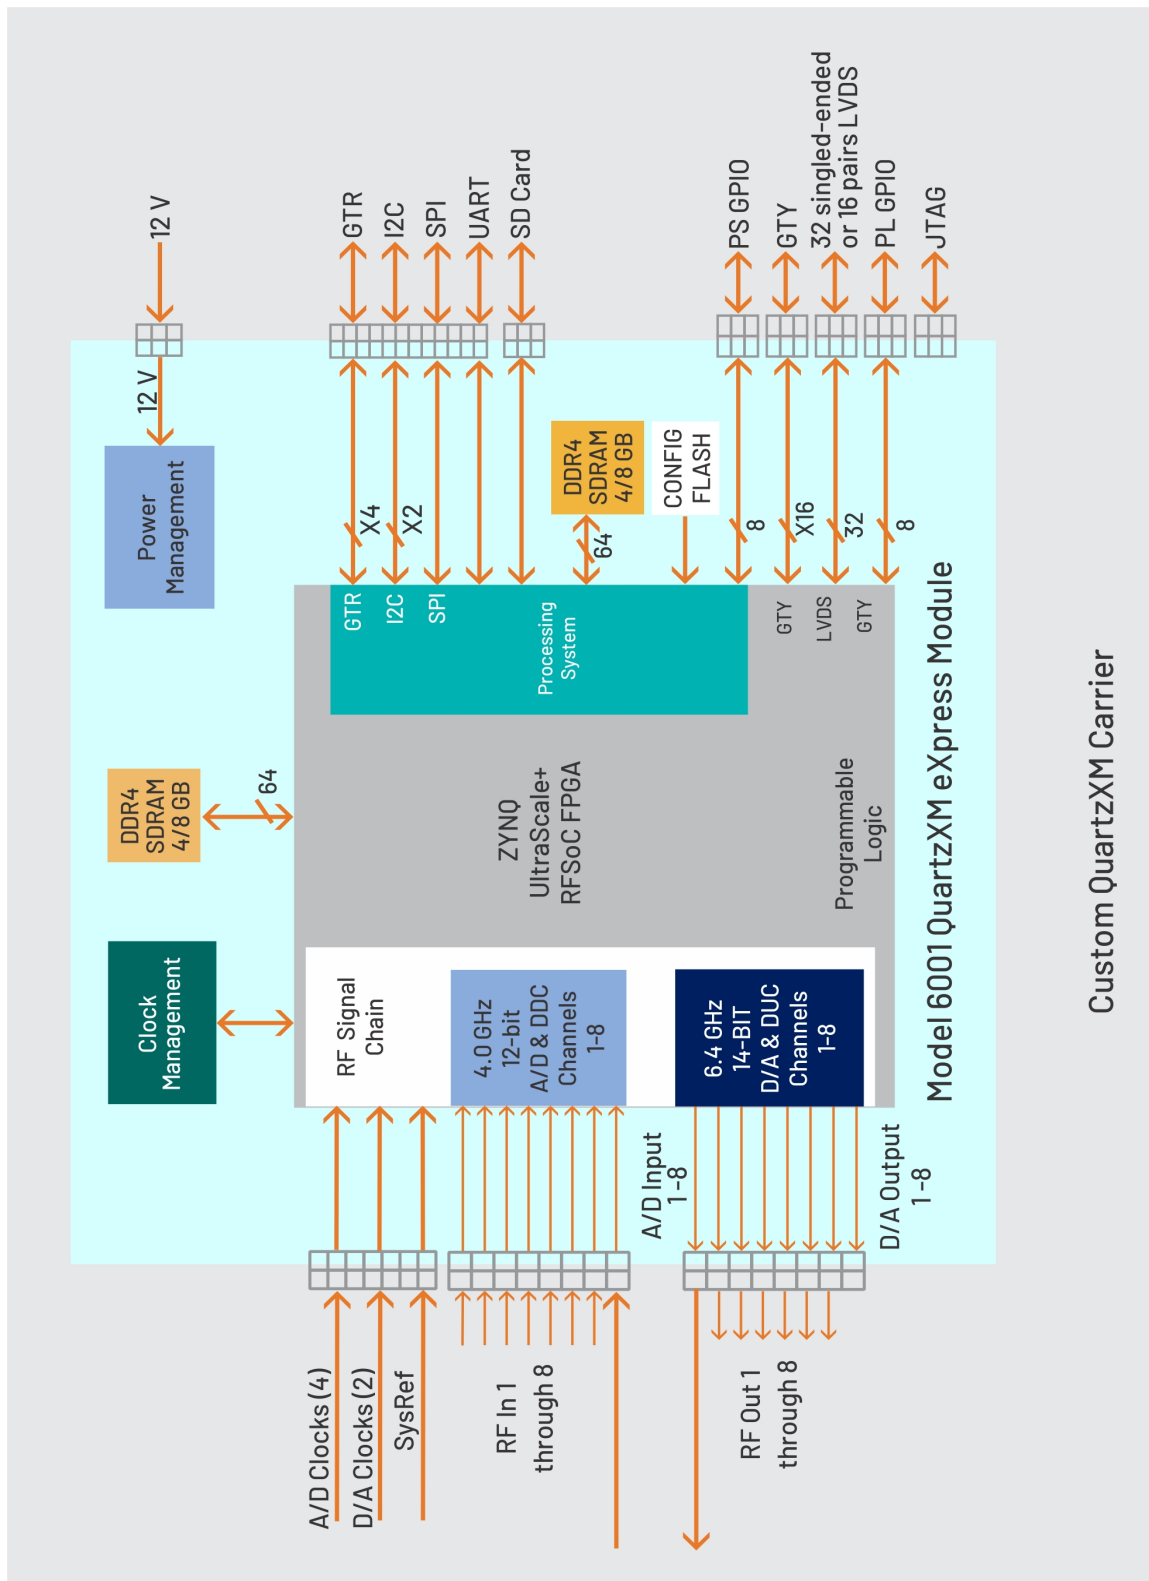 A/D Clocks (4)
D/A Clocks (2)
SysRef
RF In 1
through 8
RF Out 1
through 8
A/D Input
1-8
D/A Output
1-8
Clock
Management
DDR4
SDRAM
4/8 GB
64
Power
Management
12 V
12 V
RF Signal
Chain
4.0 GHz
12-bit
A/D & DDC
Channels
1-8
6.4 GHz
14-BIT
D/A & DUC
Channels
1-8
ZYNQ
UltraScale+
RFSoC FPGA
Programmable
Logic
GTR
I2C
SPI
Processing
System
GTY
LVDS
GTY
X4
X2
64
DDR4
SDRAM
4/8 GB
CONFIG
FLASH
8
X16
32
8
GTR
I2C
SPI
UART
SD Card
PS GPIO
GTY
32 singled-ended
or 16 pairs LVDS
PL GPIO
JTAG
Model 6001 QuartzXM eXpress Module
Custom QuartzXM Carrier